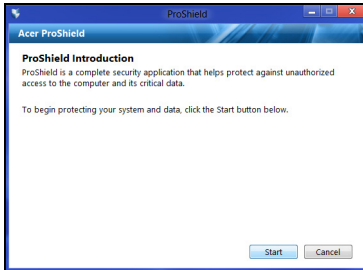 ProShield
Acer ProShield
ProShield Introduction
ProShield is a complete security application that helps protect against unauthorized
access to the computer and its critical data.
To begin protecting your system and data, click the Start button below.
Start
Cancel